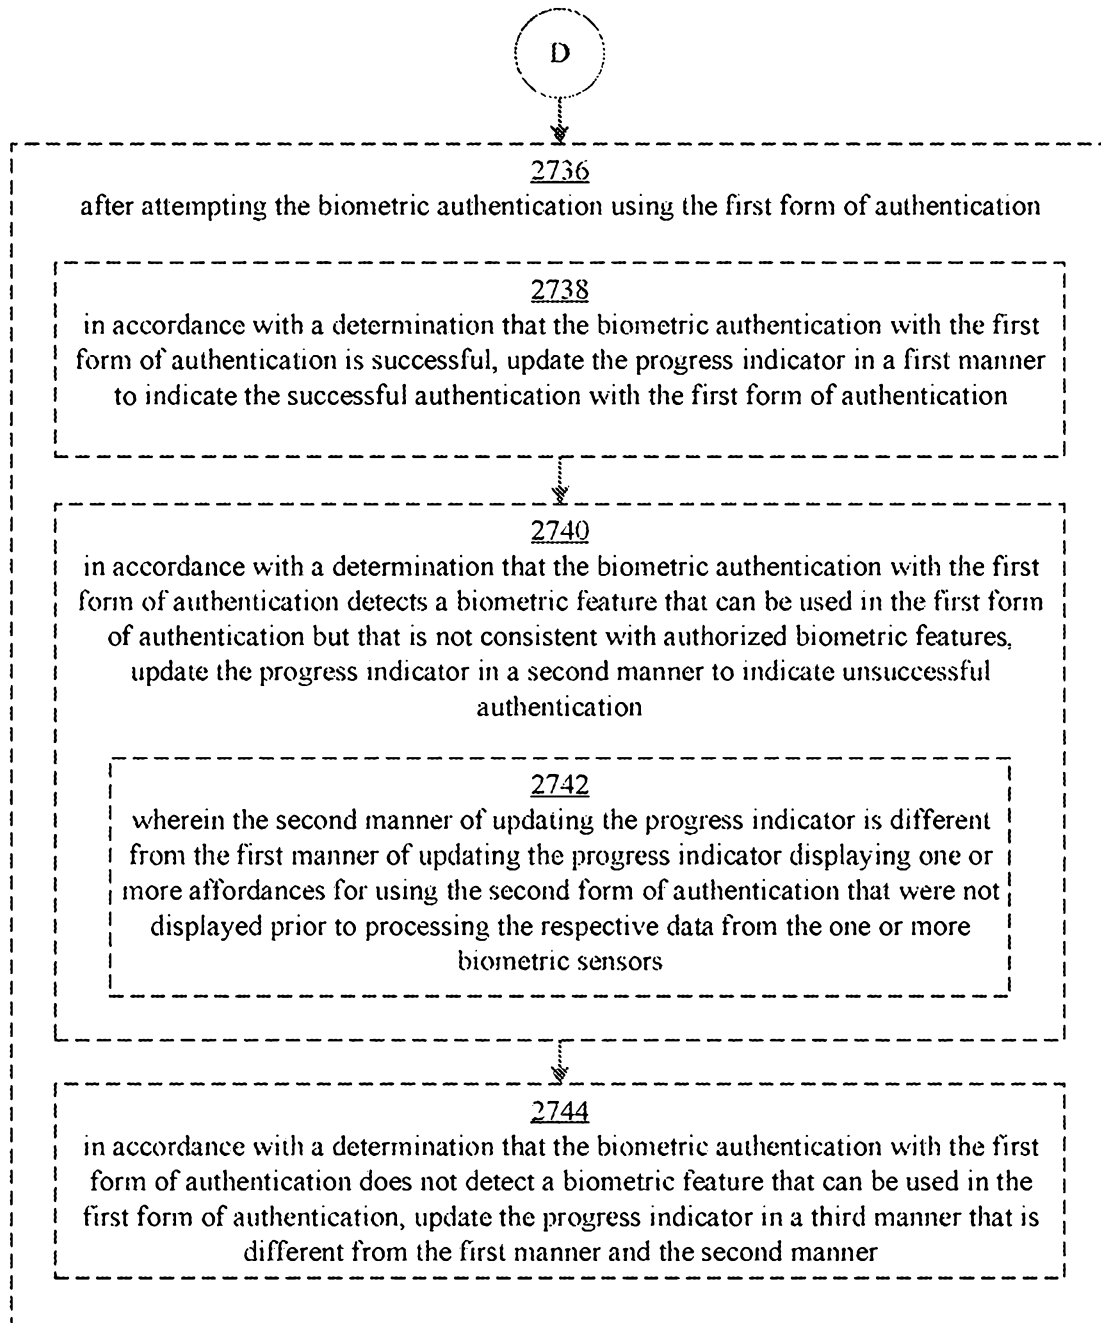 D
2736
after attempting the biometric authentication using the first form of authentication
2738
in accordance with a determination that the biometric authentication with the first
form of authentication is successful, update the progress indicator in a first manner
to indicate the successful authentication with the first form of authentication
2740
in accordance with a determination that the biometric authentication with the first
form of authentication detects a biometric feature that can be used in the first form
of authentication but that is not consistent with authorized biometric features,
update the progress indicator in a second manner to indicate unsuccessful
authentication
2742
wherein the second manner of updating the progress indicator is different
from the first manner of updating the progress indicator displaying one or
more affordances for using the second form of authentication that were not
displayed prior to processing the respective data from the one or more
biometric sensors
2744
in accordance with a determination that the biometric authentication with the first
form of authentication does not detect a biometric feature that can be used in the
first form of authentication, update the progress indicator in a third manner that is
different from the first manner and the second manner